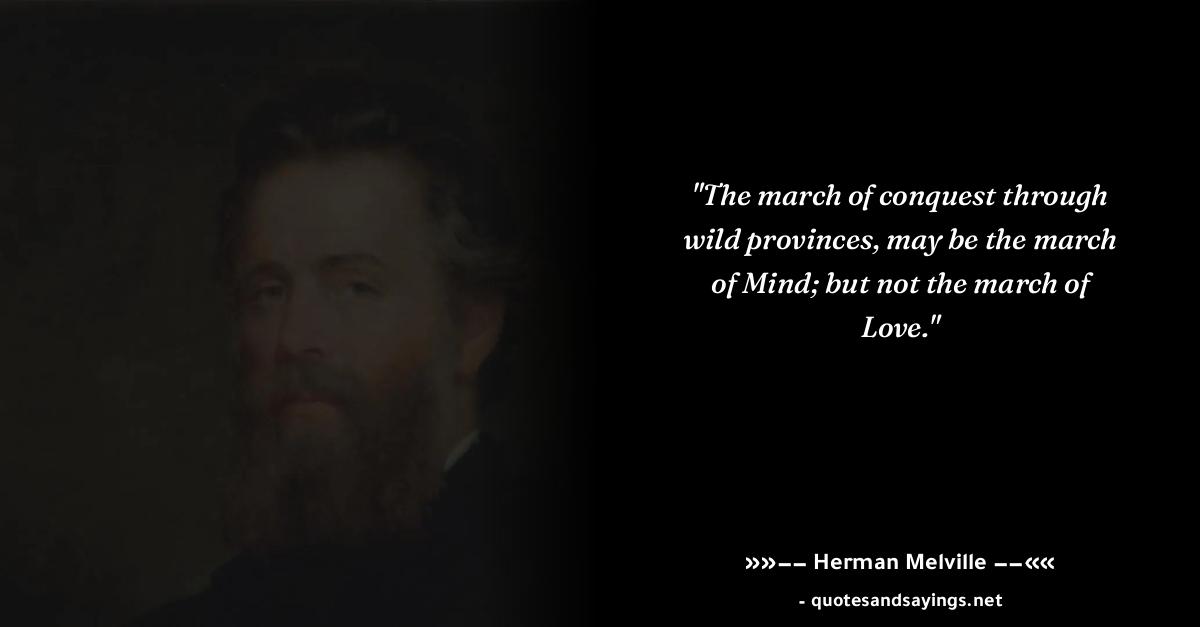 "The march of conquest through
wild provinces, may be the march
of Mind; but not the march of
Love."
»»-- Herman Melville --««
- quotesandsayings.net